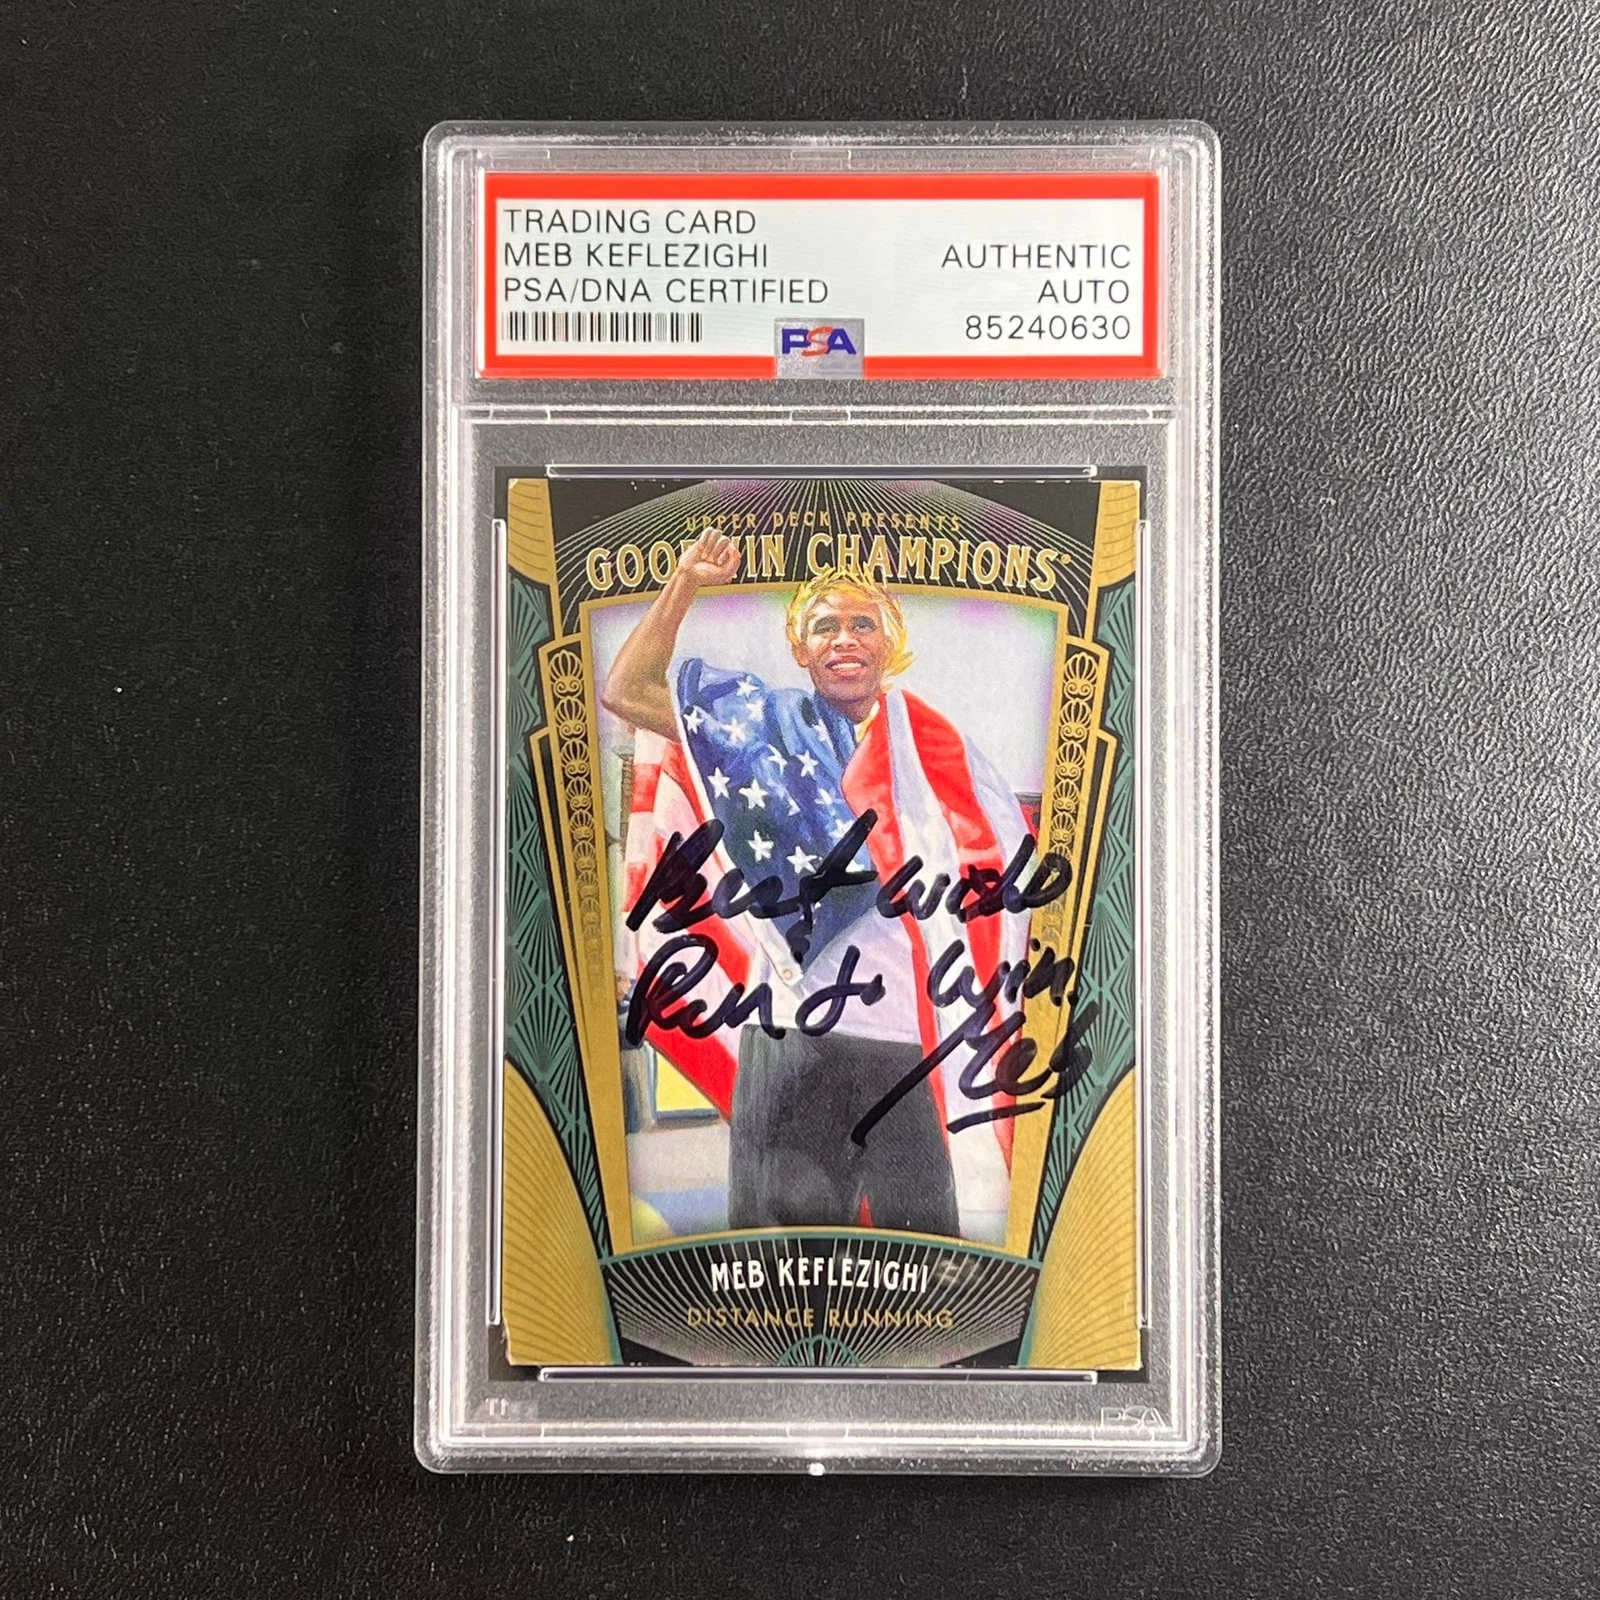 TRADING CARD
MEB KEFLEZIGHI
PSA/DNA CERTIFIED
AUTHENTIC
AUTO
85240630
PSA
UPPER DECK PRESENTS
GOODWIN CHAMPIONS
Best wishes
Run to win.
Meb
MEB KEFLEZIGHI
DISTANCE RUNNING
PSA